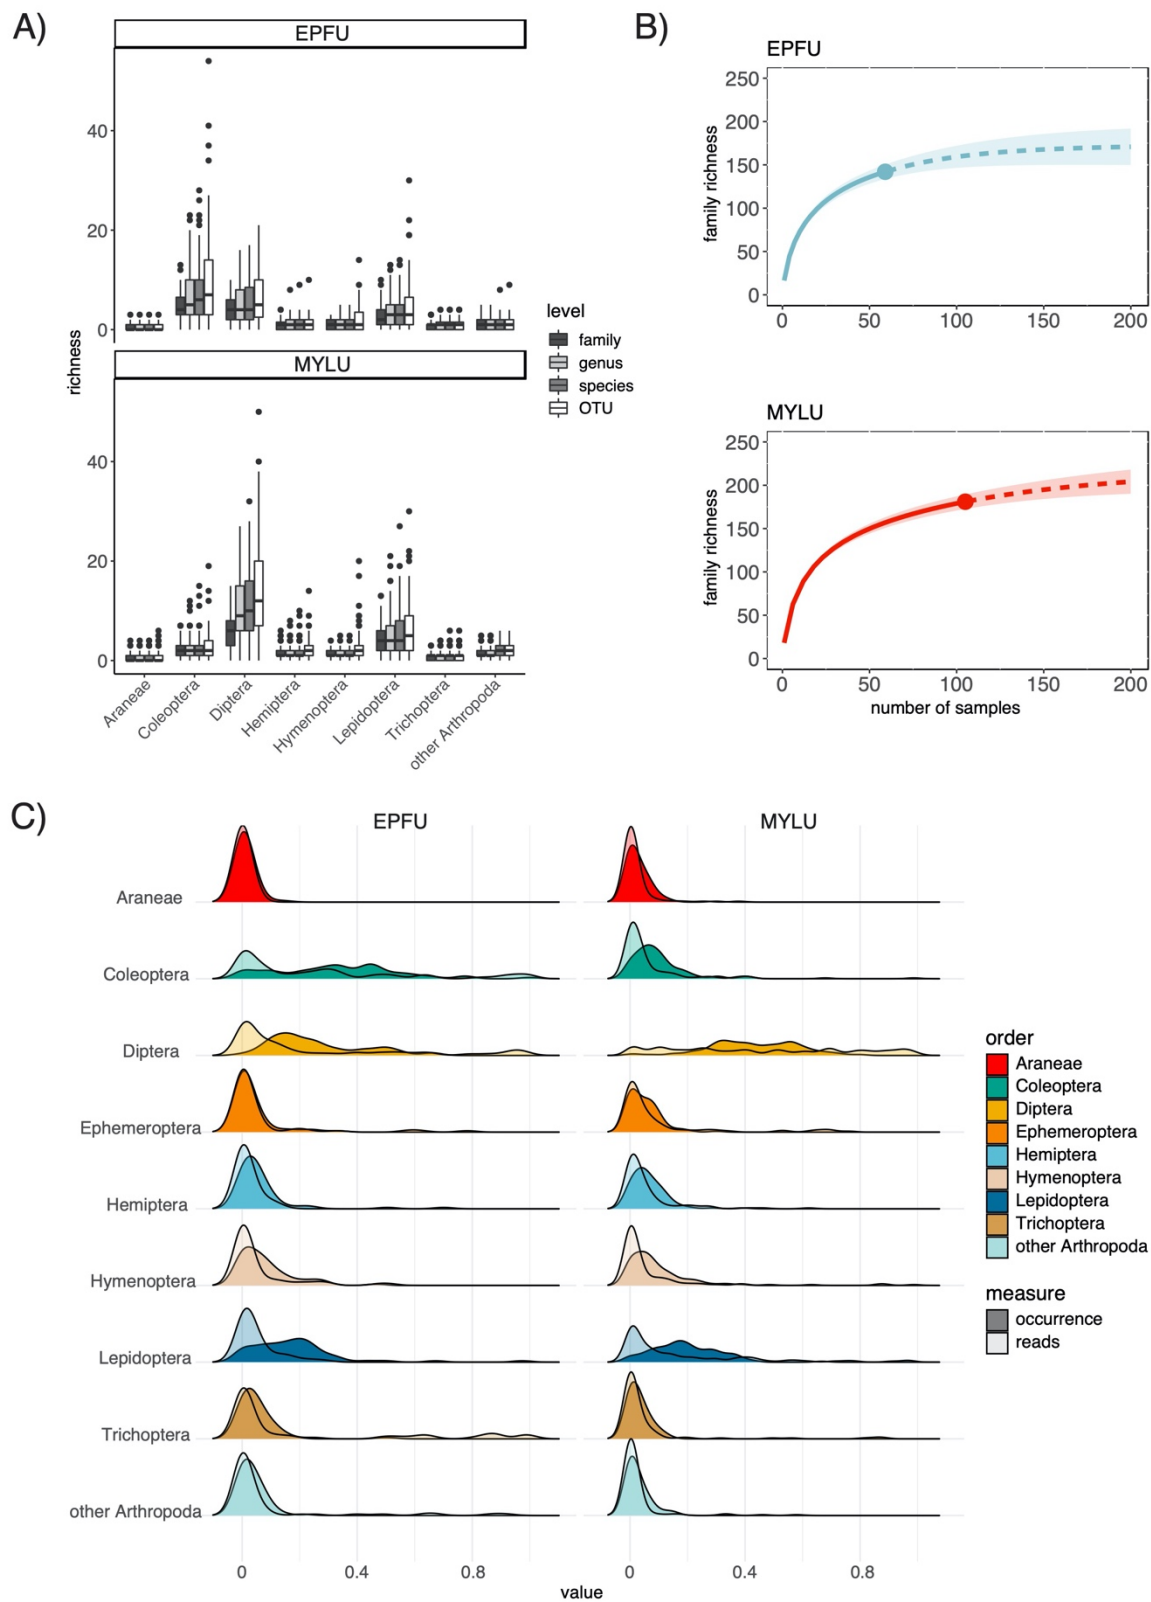 A)
EPFU
40
20
0
richness
MYLU
40
20
0
Araneae
Coleoptera
Diptera
Hemiptera
Hymenoptera
Lepidoptera
Trichoptera
other Arthropoda
level
family
genus
species
OTU
B)
EPFU
family richness
250
200
150
100
50
0
0 50 100 150 200
MYLU
family richness
250
200
150
100
50
0
0 50 100 150 200
number of samples
C)
EPFU MYLU
Araneae
Coleoptera
Diptera
Ephemeroptera
Hemiptera
Hymenoptera
Lepidoptera
Trichoptera
other Arthropoda
0 0.4 0.8 0 0.4 0.8
value
order
Araneae
Coleoptera
Diptera
Ephemeroptera
Hemiptera
Hymenoptera
Lepidoptera
Trichoptera
other Arthropoda
measure
occurrence
reads